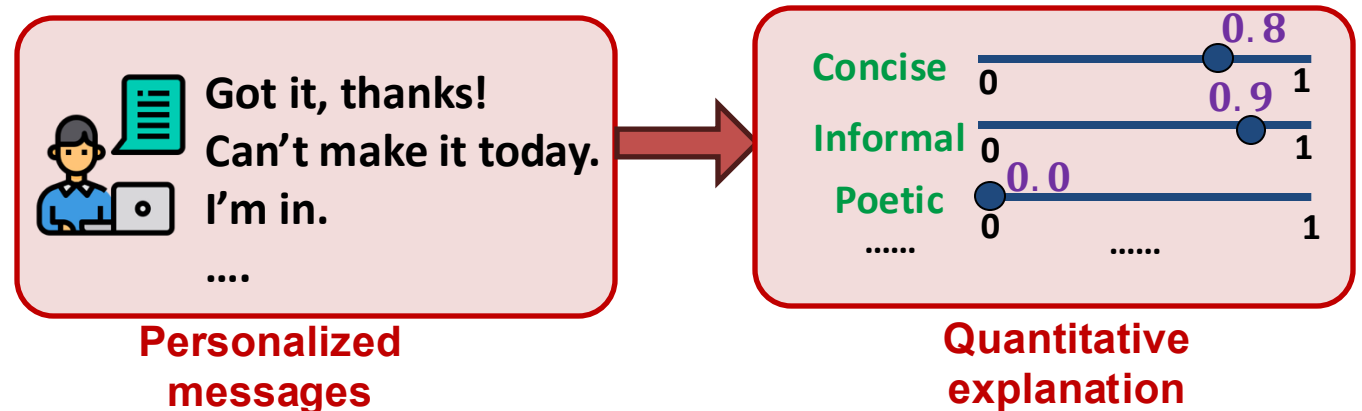 Got it, thanks!
Can't make it today.
I'm in.
....
Personalized
messages
Concise
0
0.8
1
Informal
0
0.9
1
Poetic
0
0.0
1
......
......
Quantitative
explanation